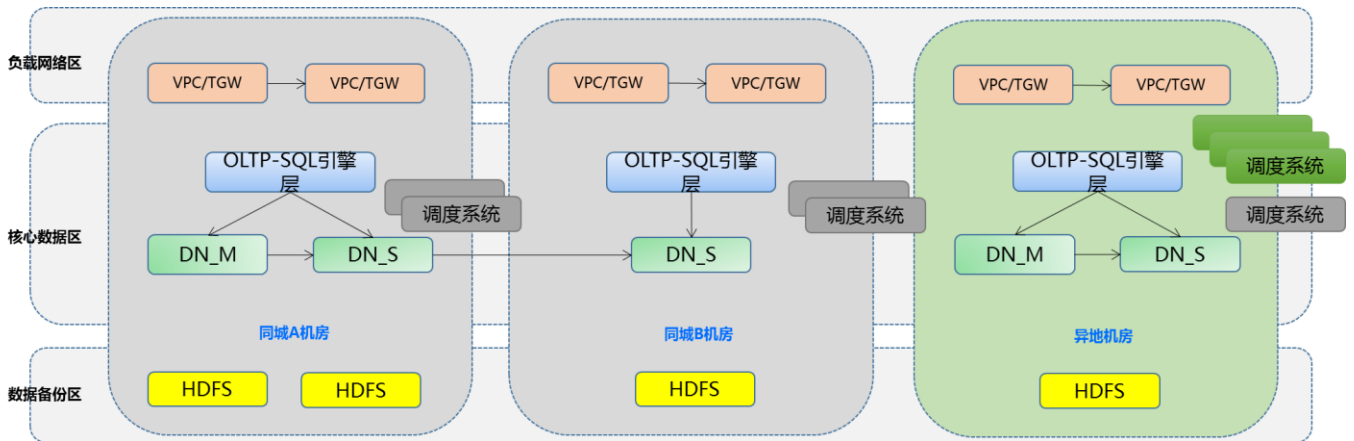 负载网络区
VPC/TGW
VPC/TGW
VPC/TGW
VPC/TGW
VPC/TGW
VPC/TGW
核心数据区
OLTP-SQL引擎
层
调度系统
DN_M
DN_S
同城A机房
OLTP-SQL引擎
层
调度系统
DN_S
同城B机房
OLTP-SQL引擎
层
调度系统
调度系统
DN_M
DN_S
异地机房
数据备份区
HDFS
HDFS
HDFS
HDFS